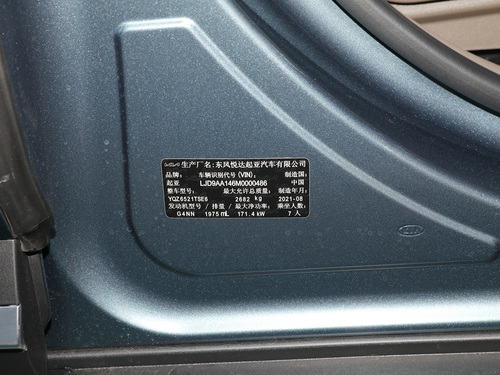 KIA 生产厂名:东风悦达起亚汽车有限公司
品牌: 车辆识别代号(VIN): 制造国:
起亚 LJD9AA146M0000486 中国
整车型号: 最大允许总质量: 制造年月:
YQZ6521TSE6 2682 kg 2021-08
发动机型号/排量/最大净功率: 乘坐人数:
G4NN 1975 mL 171.4 kW 7 人
KIA